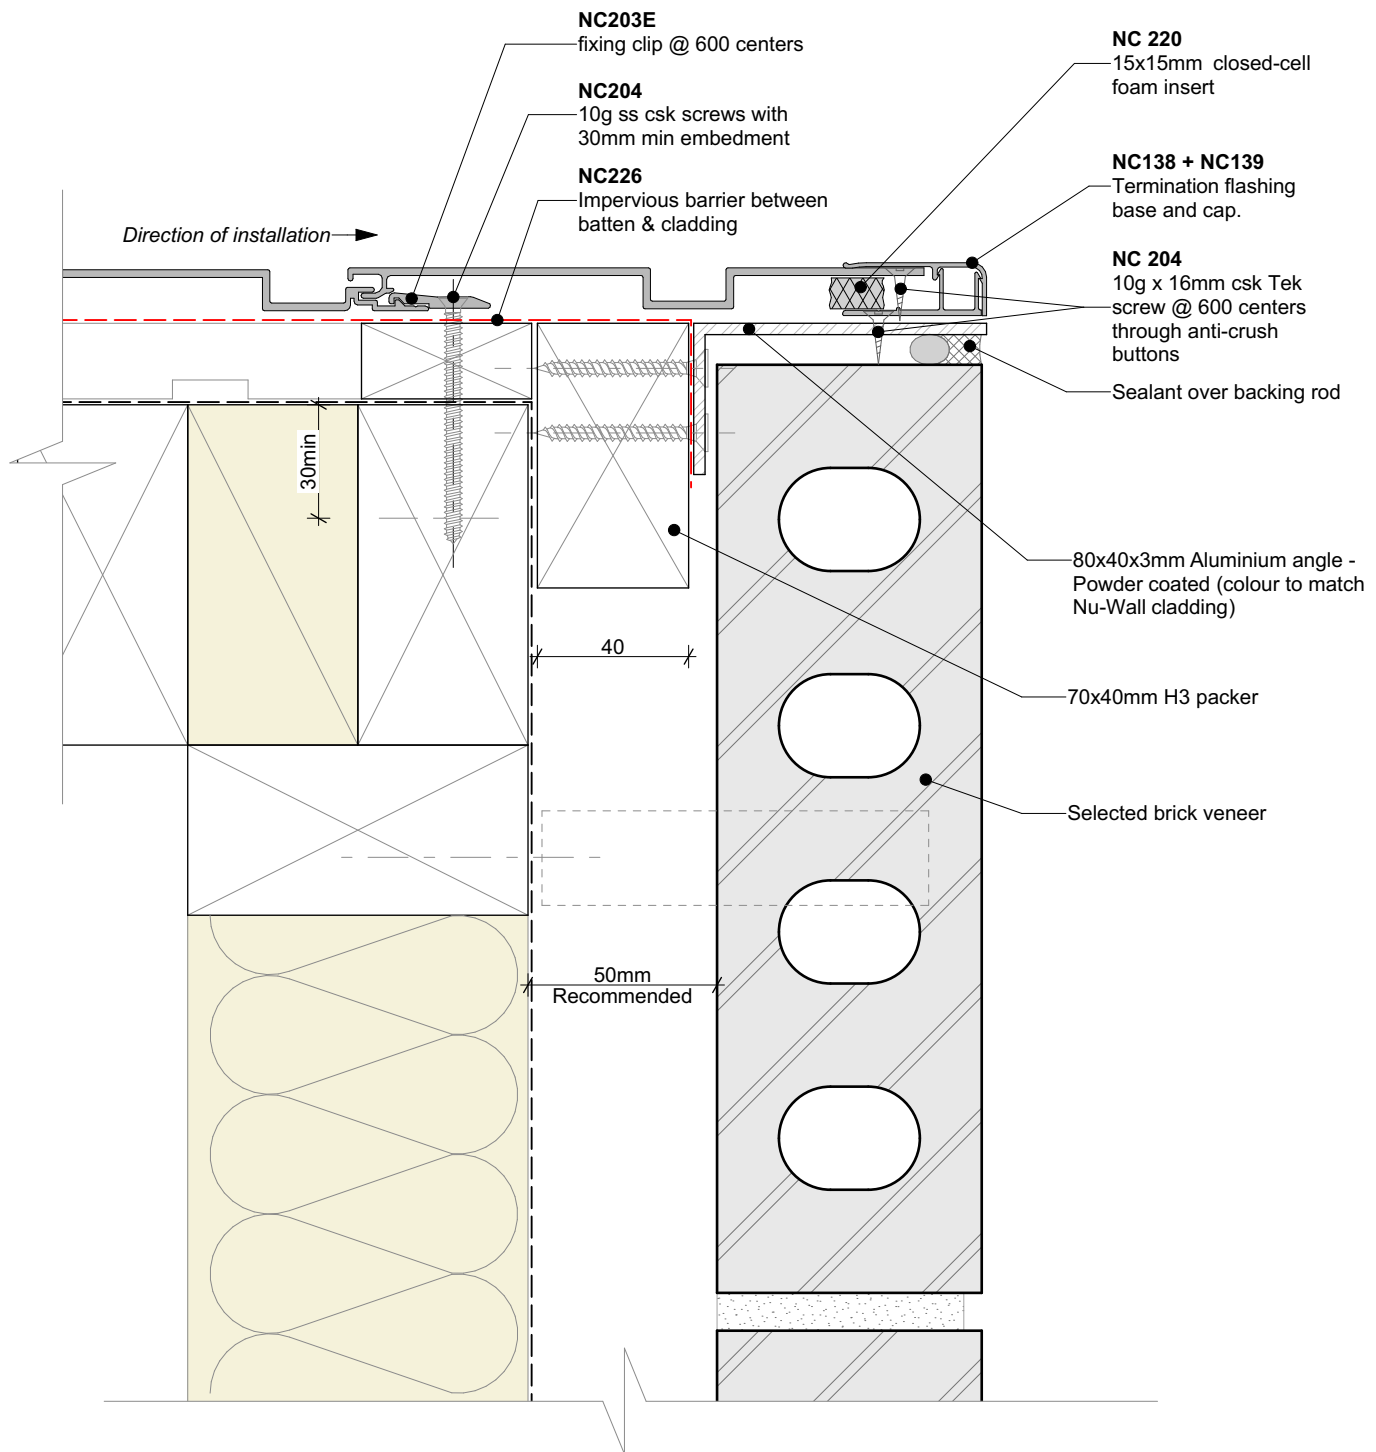 NC203E
fixing clip @ 600 centers
NC204
10g ss csk screws with
30mm min embedment
NC226
Impervious barrier between
batten & cladding
Direction of installation
NC 220
15x15mm closed-cell
foam insert
NC138 + NC139
Termination flashing
base and cap.
NC 204
10g x 16mm csk Tek
screw @ 600 centers
through anti-crush
buttons
Sealant over backing rod
30min
80x40x3mm Aluminium angle -
Powder coated (colour to match
Nu-Wall cladding)
40
70x40mm H3 packer
Selected brick veneer
50mm
Recommended